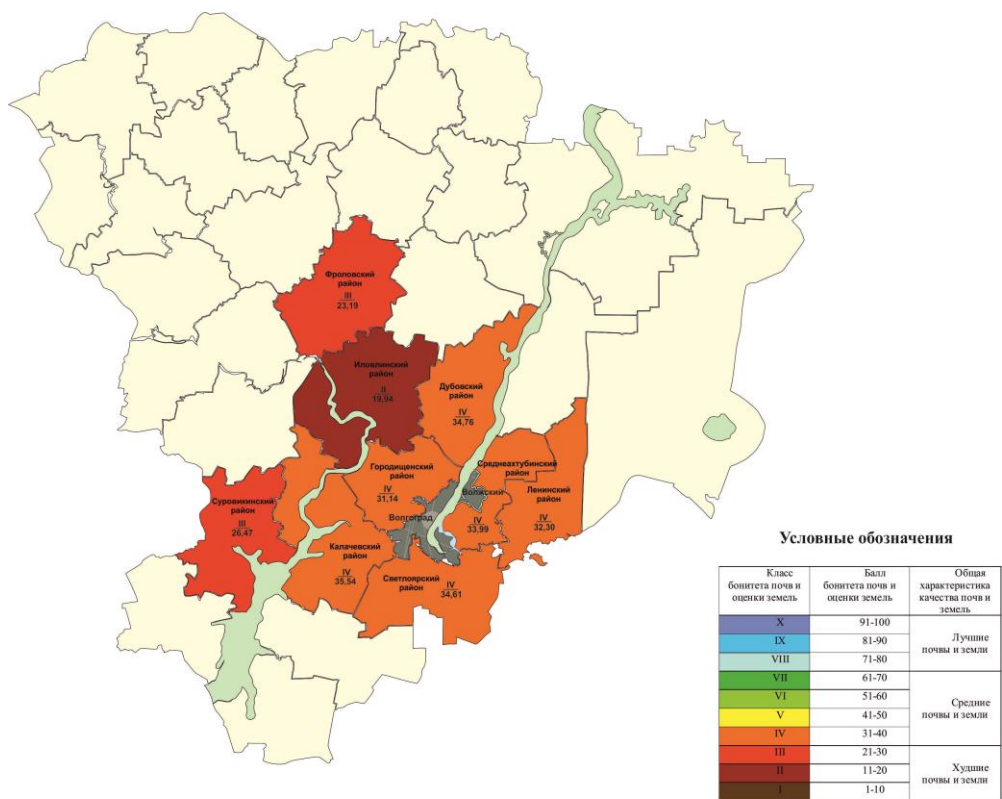 Фроловский
район
III
23,19
Иловлинский
район
II
19,94
Дубовский
район
IV
34,76
Городищенский
район
IV
31,14
Среднеахтубинский
район
IV
33,99
Волжский
Ленинский
район
IV
32,30
Суровикинский
район
III
26,47
Волгоград
Калачевский
район
IV
35,54
Светлоярский
район
IV
34,61
Условные обозначения
Класс
бонитета почв и
оценки земель
Балл
бонитета почв и
оценки земель
Общая
характеристика
качества почв и
земель
X 91-100
IX 81-90
VIII 71-80
Лучшие
почвы и земли
VII 61-70
VI 51-60
V 41-50
IV 31-40
Средние
почвы и земли
III 21-30
II 11-20
I 1-10
Худшие
почвы и земли